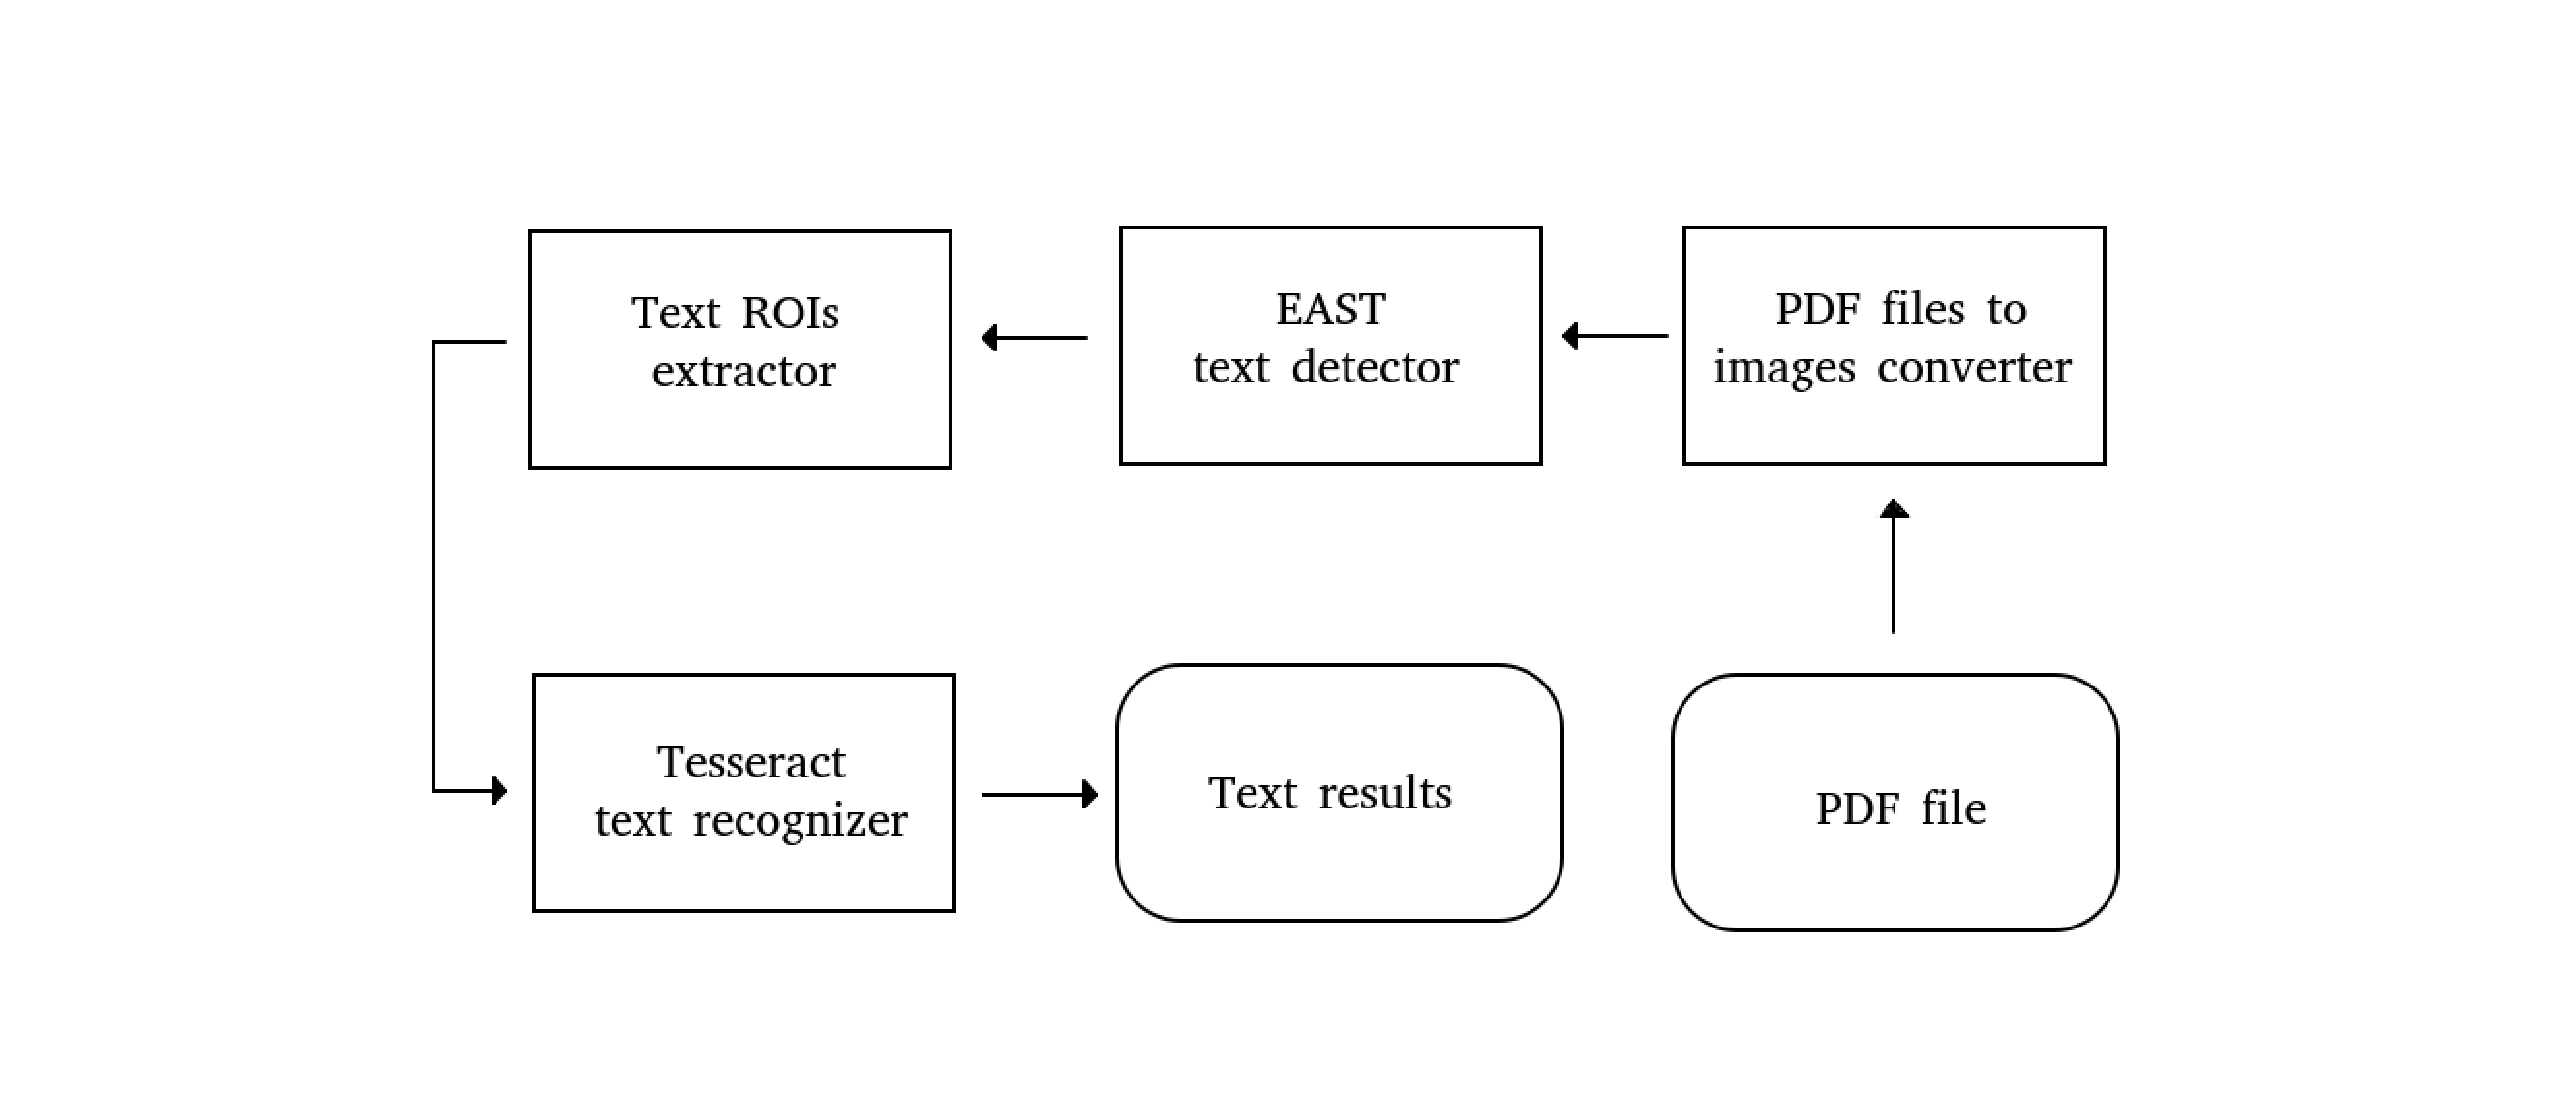 Text ROIs
extractor
EAST
text detector
PDF files to
images converter
Tesseract
text recognizer
Text results
PDF file